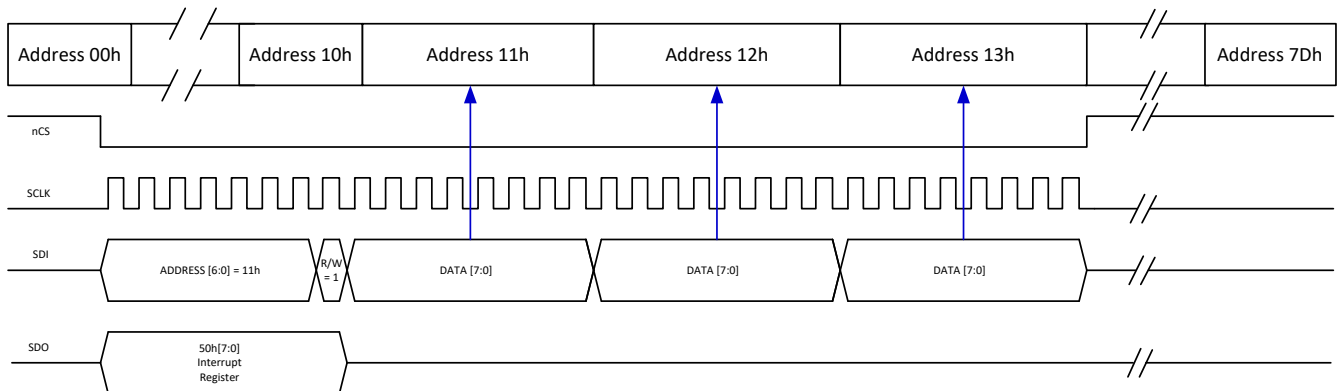 Address 00h
Address 10h
Address 11h
Address 12h
Address 13h
Address 7Dh
nCS
SCLK
SDI
ADDRESS [6:0] = 11h
R/W
= 1
DATA [7:0]
DATA [7:0]
DATA [7:0]
SDO
50h[7:0]
Interrupt
Register